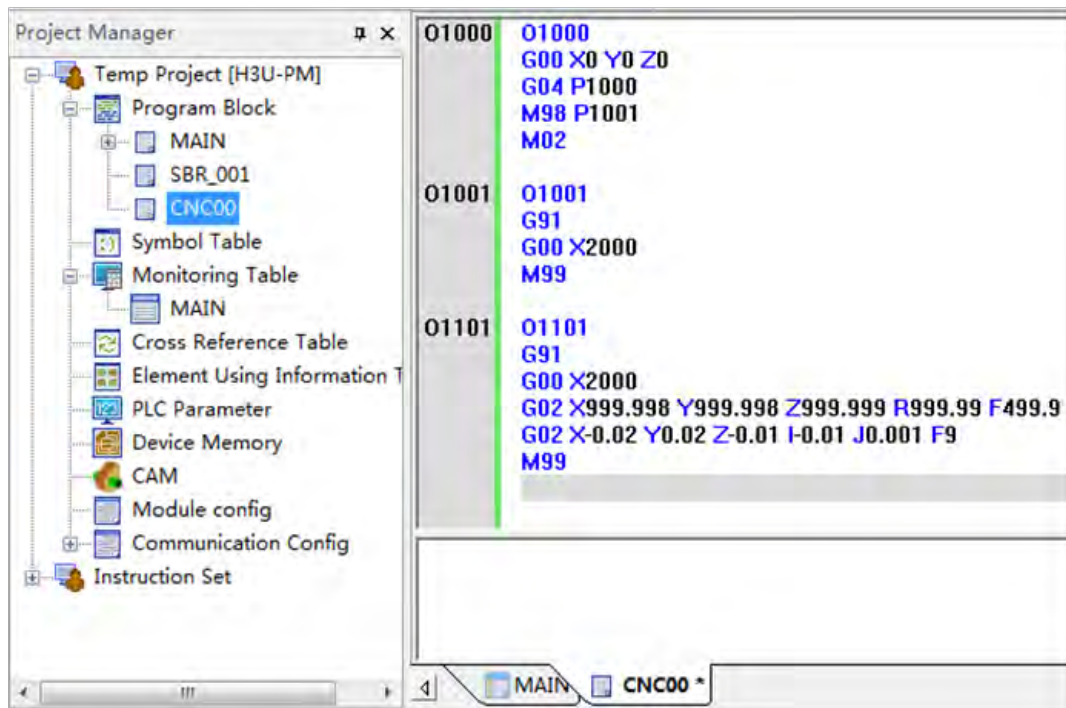 Project Manager
Temp Project [H3U-PM]
Program Block
MAIN
SBR_001
CNC00
Symbol Table
Monitoring Table
MAIN
Cross Reference Table
Element Using Information T
PLC Parameter
Device Memory
CAM
Module config
Communication Config
Instruction Set
O1000 O1000
G00 X0 Y0 Z0
G04 P1000
M98 P1001
M02
O1001 O1001
G91
G00 X2000
M99
O1101 O1101
G91
G00 X2000
G02 X999.998 Y999.998 Z999.999 R999.99 F499.9
G02 X-0.02 Y0.02 Z-0.01 I-0.01 J0.001 F9
M99
MAIN CNC00 *